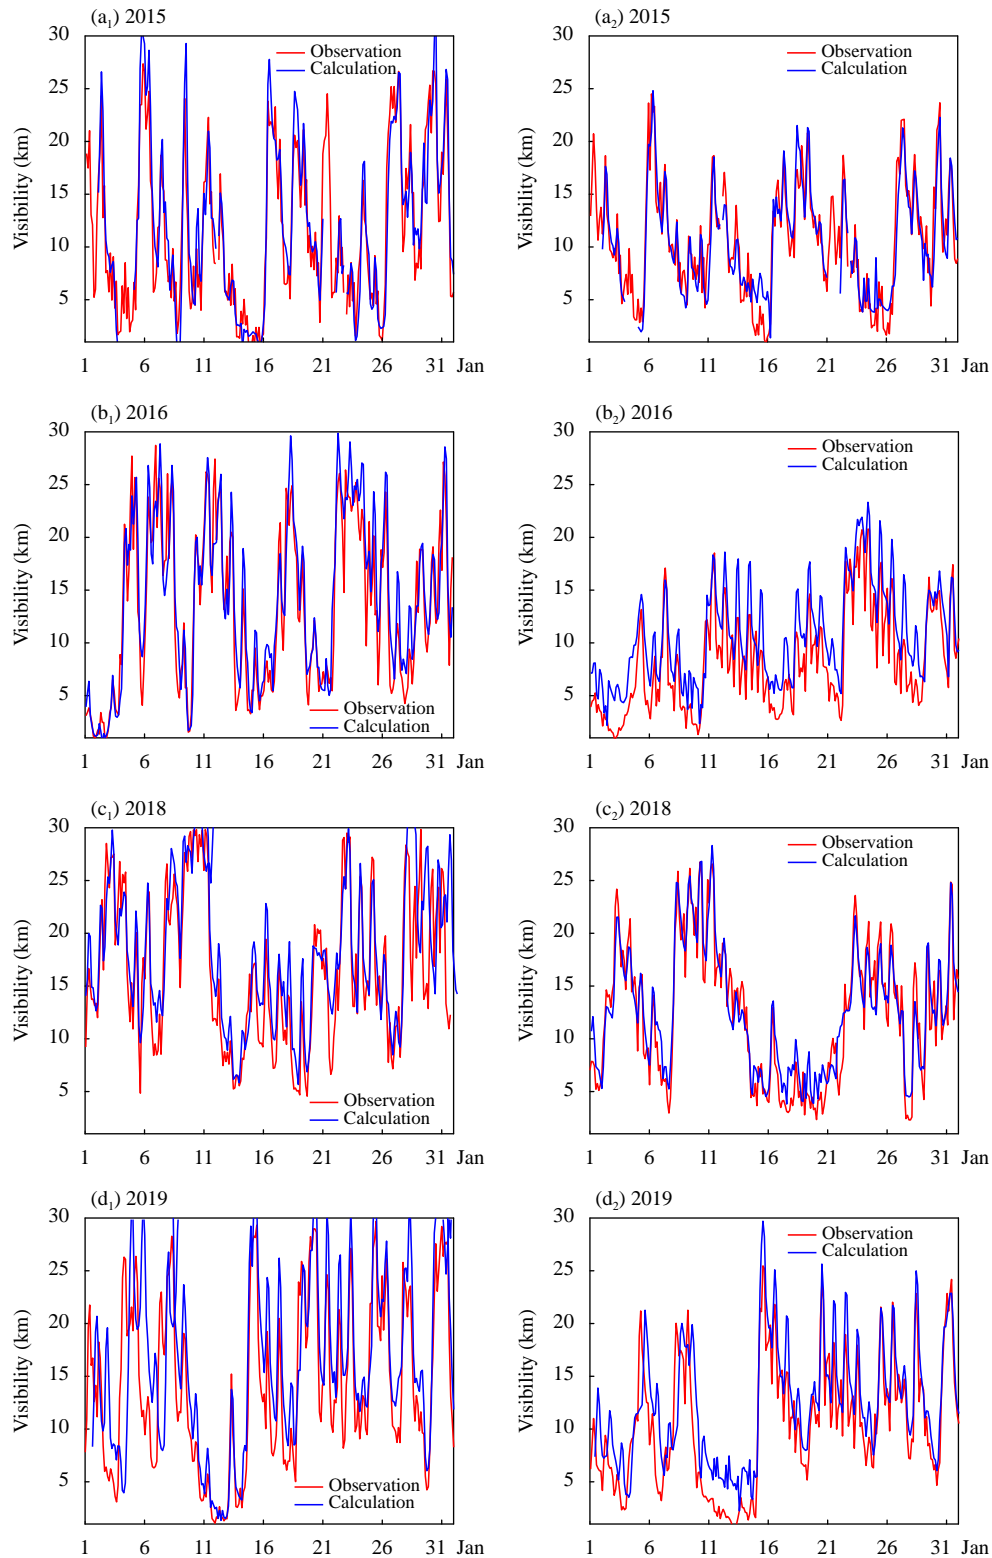 (a₁) 2015
30
25
20
15
10
5
Visibility (km)
Observation
Calculation
1 6 11 16 21 26 31 Jan
(a₂) 2015
30
25
20
15
10
5
Visibility (km)
Observation
Calculation
1 6 11 16 21 26 31 Jan
(b₁) 2016
30
25
20
15
10
5
Visibility (km)
Observation
Calculation
1 6 11 16 21 26 31 Jan
(b₂) 2016
30
25
20
15
10
5
Visibility (km)
Observation
Calculation
1 6 11 16 21 26 31 Jan
(c₁) 2018
30
25
20
15
10
5
Visibility (km)
Observation
Calculation
1 6 11 16 21 26 31 Jan
(c₂) 2018
30
25
20
15
10
5
Visibility (km)
Observation
Calculation
1 6 11 16 21 26 31 Jan
(d₁) 2019
30
25
20
15
10
5
Visibility (km)
Observation
Calculation
1 6 11 16 21 26 31 Jan
(d₂) 2019
30
25
20
15
10
5
Visibility (km)
Observation
Calculation
1 6 11 16 21 26 31 Jan